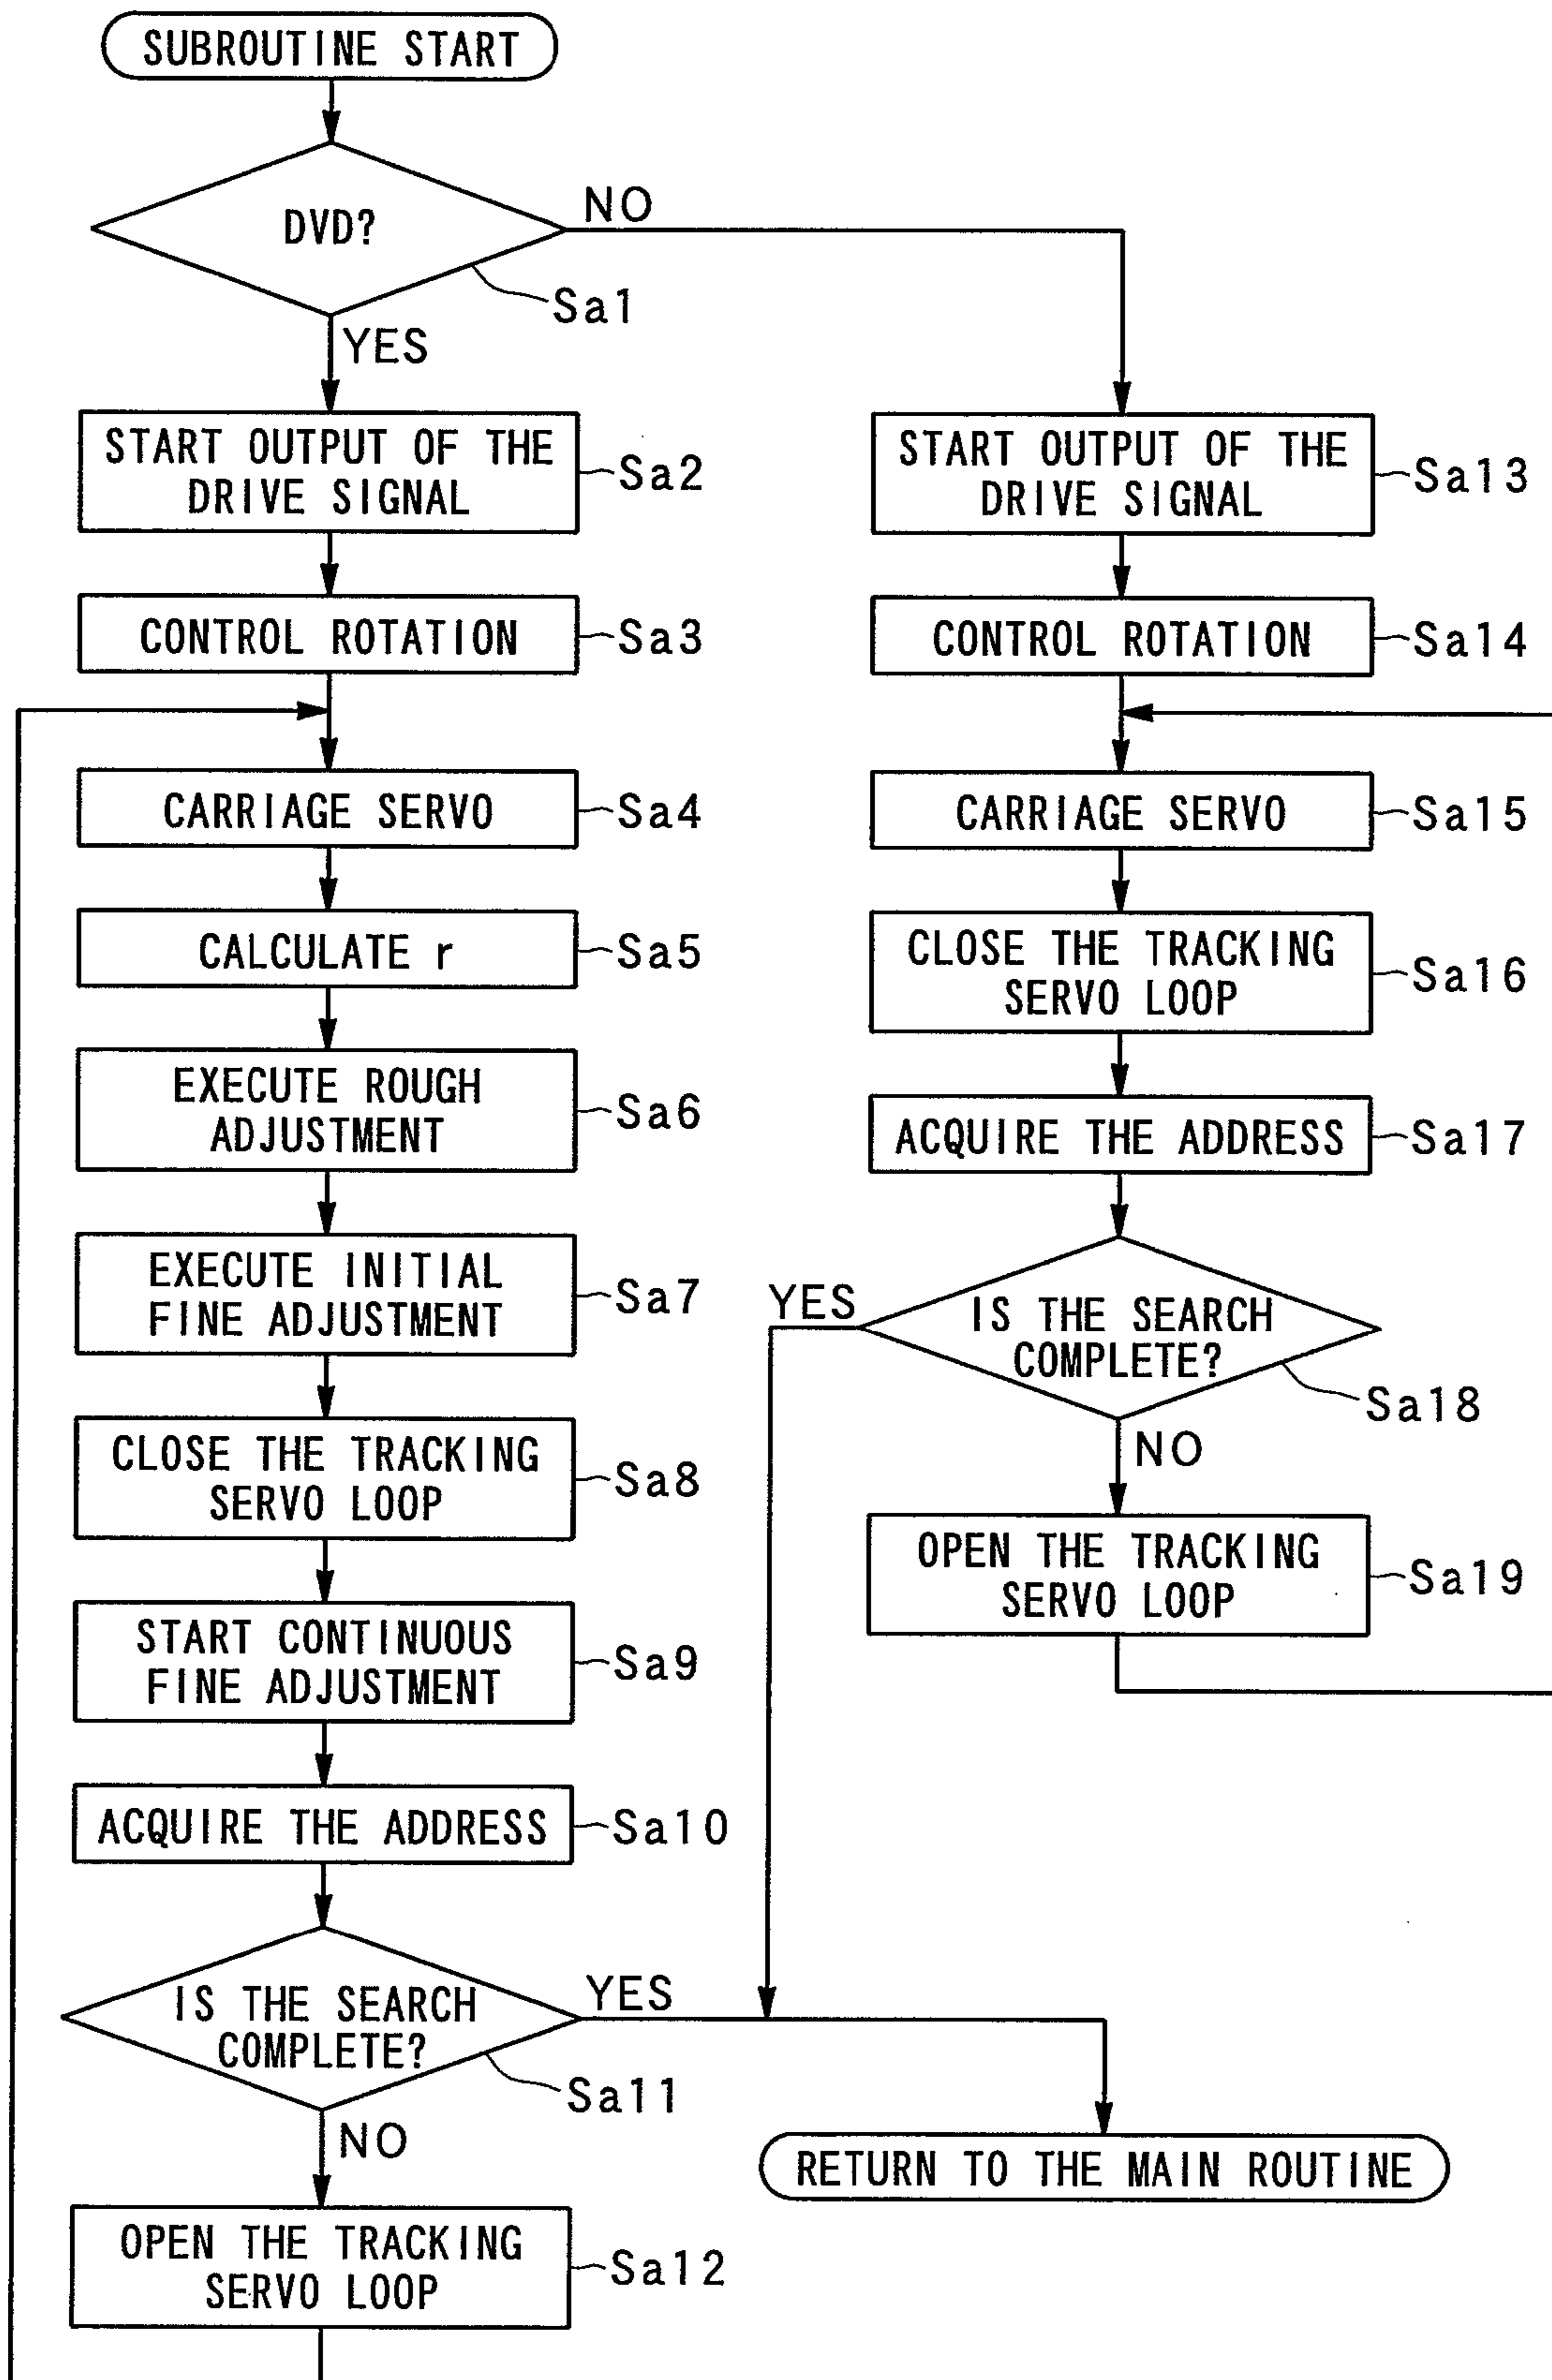 SUBROUTINE START
DVD?
NO
Sa1
YES
START OUTPUT OF THE
DRIVE SIGNAL
Sa2
CONTROL ROTATION
Sa3
CARRIAGE SERVO
Sa4
CALCULATE r
Sa5
EXECUTE ROUGH
ADJUSTMENT
Sa6
EXECUTE INITIAL
FINE ADJUSTMENT
Sa7
CLOSE THE TRACKING
SERVO LOOP
Sa8
START CONTINUOUS
FINE ADJUSTMENT
Sa9
ACQUIRE THE ADDRESS
Sa10
IS THE SEARCH
COMPLETE?
YES
Sa11
NO
OPEN THE TRACKING
SERVO LOOP
Sa12
START OUTPUT OF THE
DRIVE SIGNAL
Sa13
CONTROL ROTATION
Sa14
CARRIAGE SERVO
Sa15
CLOSE THE TRACKING
SERVO LOOP
Sa16
ACQUIRE THE ADDRESS
Sa17
YES
IS THE SEARCH
COMPLETE?
Sa18
NO
OPEN THE TRACKING
SERVO LOOP
Sa19
RETURN TO THE MAIN ROUTINE